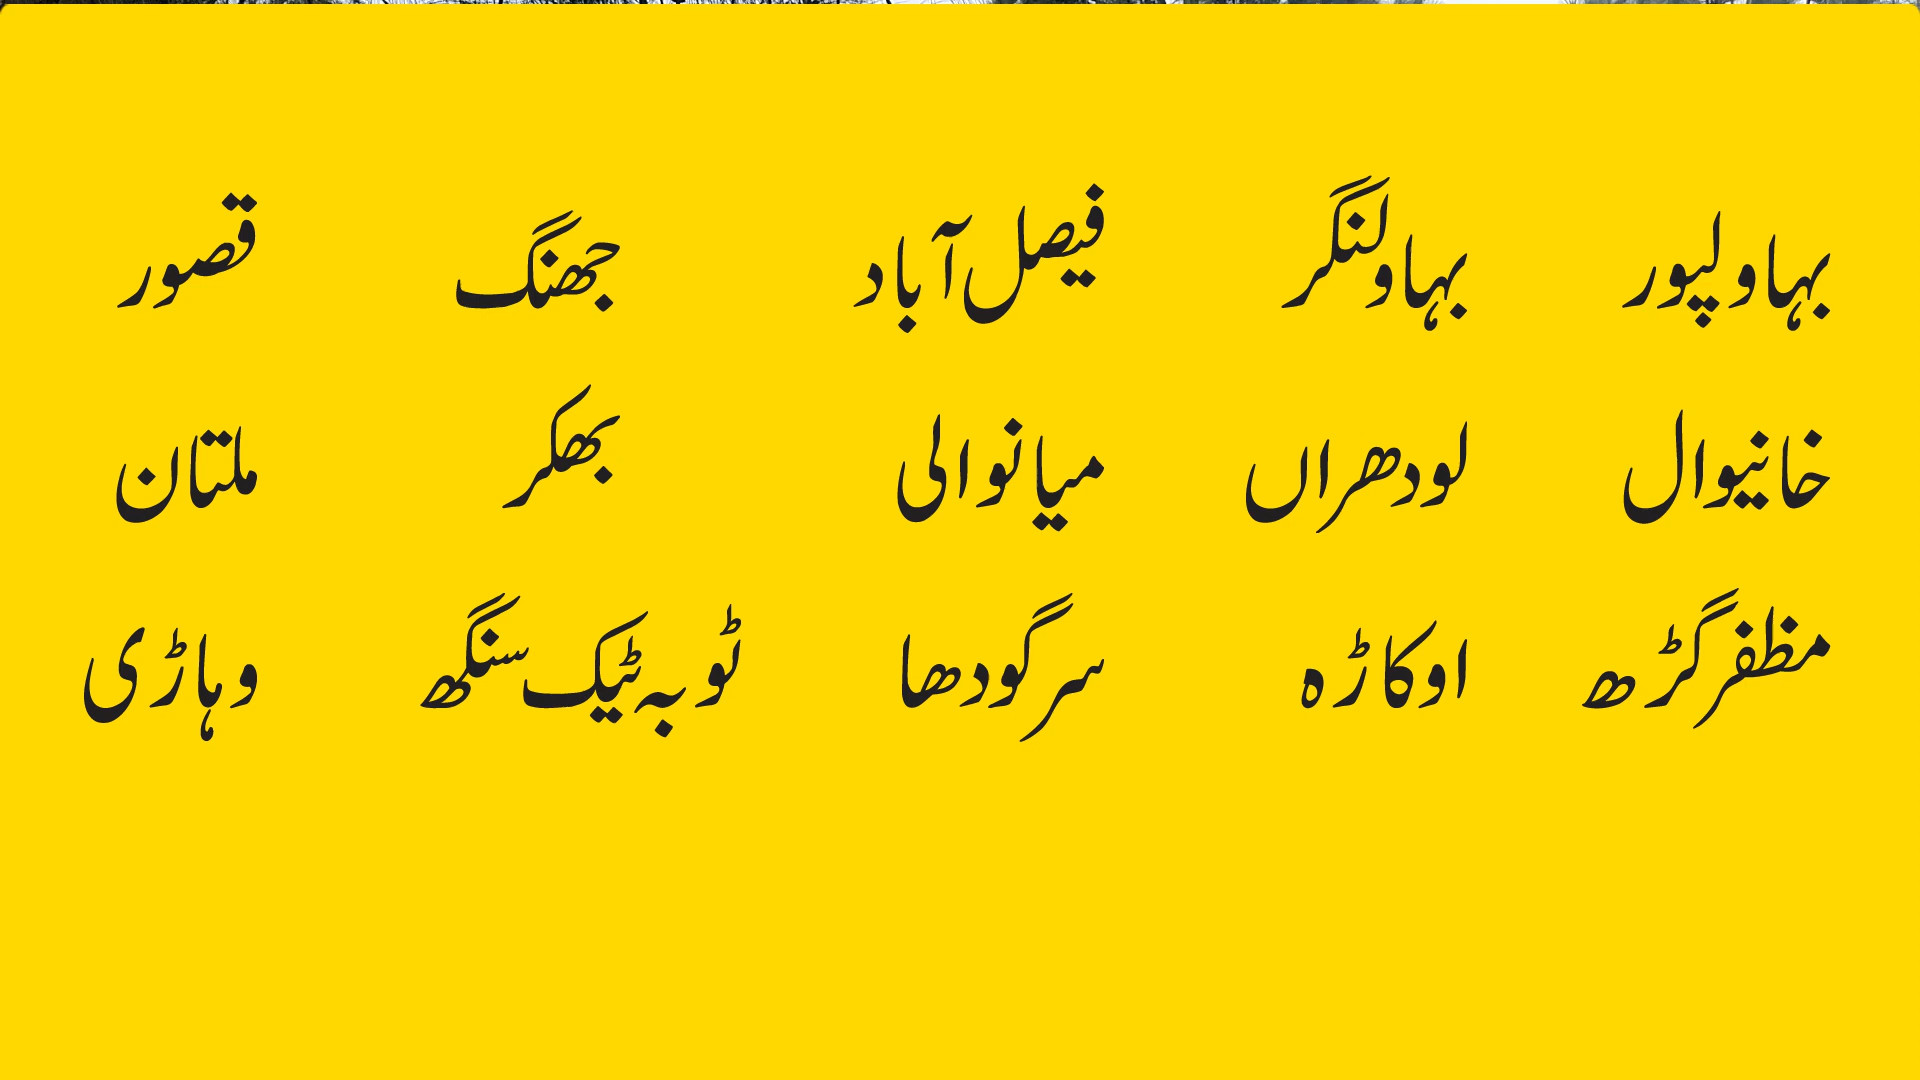 بہاولپور بہاولنگر فیصل آباد جھنگ قصور
خانیوال لودھراں میانوالی بھکر ملتان
مظفرگڑھ اوکاڑہ سرگودھا ٹوبہ ٹیک سنگھ وہاڑی